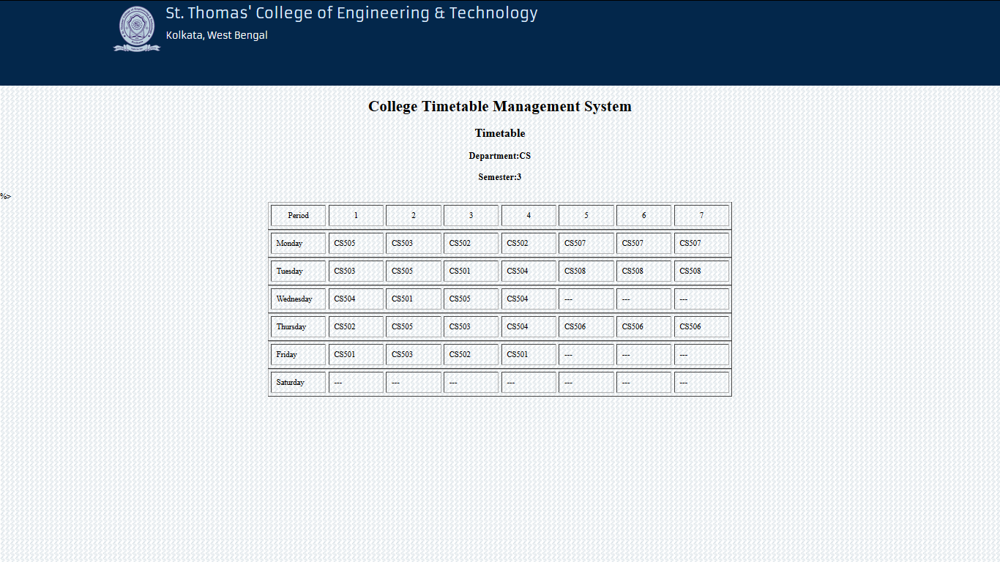 St. Thomas' College of Engineering & Technology
Kolkata, West Bengal
College Timetable Management System
Timetable
Department:CS
Semester:3
%>
Period 1 2 3 4 5 6 7
Monday CS505 CS503 CS502 CS502 CS507 CS507 CS507
Tuesday CS503 CS505 CS501 CS504 CS508 CS508 CS508
Wednesday CS504 CS501 CS505 CS504 --- --- ---
Thursday CS502 CS505 CS503 CS504 CS506 CS506 CS506
Friday CS501 CS503 CS502 CS501 --- --- ---
Saturday --- --- --- --- --- --- ---